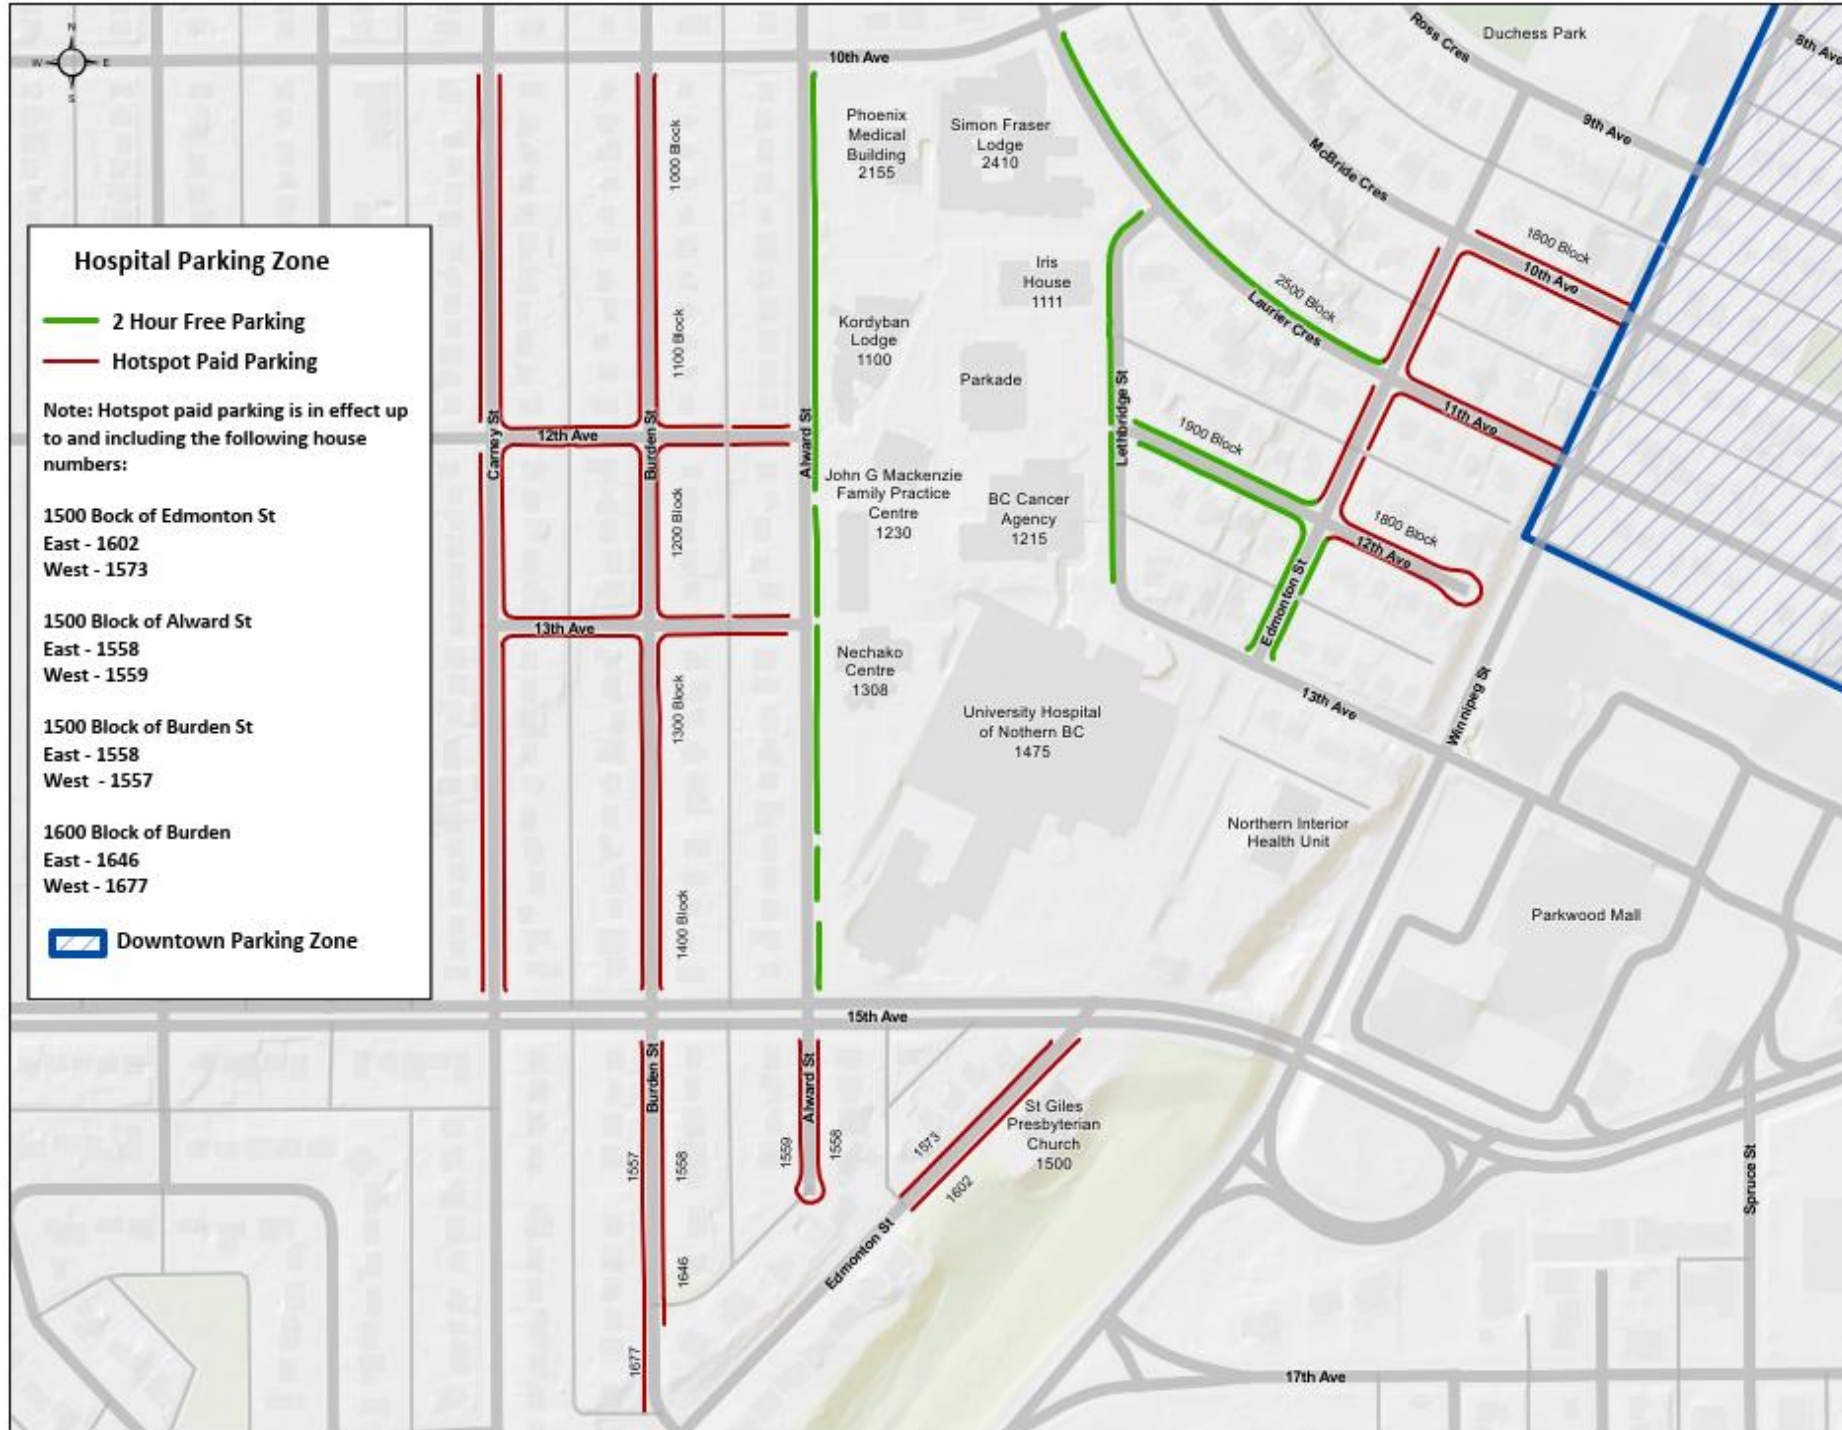 N
W
E
S
10th Ave
Ross Cres
Duchess Park
8th Ave
9th Ave
McBride Cres
Phoenix
Medical
Building
2155
Simon Fraser
Lodge
2410
1000 Block
Hospital Parking Zone
2 Hour Free Parking
Hotspot Paid Parking
Note: Hotspot paid parking is in effect up
to and including the following house
numbers:
1500 Bock of Edmonton St
East - 1602
West - 1573
1500 Block of Alward St
East - 1558
West - 1559
1500 Block of Burden St
East - 1558
West - 1557
1600 Block of Burden
East - 1646
West - 1677
Downtown Parking Zone
Iris
House
1111
1800 Block
10th Ave
2500 Block
Laurier Cres
Kordyban
Lodge
1100
1100 Block
Parkade
Lethbridge St
11th Ave
1900 Block
Carney St
12th Ave
Burden St
Alward St
John G Mackenzie
Family Practice
Centre
1230
BC Cancer
Agency
1215
1200 Block
1800 Block
12th Ave
Edmonton St
13th Ave
Nechako
Centre
1308
1300 Block
University Hospital
of Nothern BC
1475
13th Ave
Winnipeg St
Northern Interior
Health Unit
1400 Block
Parkwood Mall
15th Ave
Burden St
Alward St
1557
1558
1559
1558
1573
1602
St Giles
Presbyterian
Church
1500
Spruce St
Edmonton St
1646
1677
17th Ave